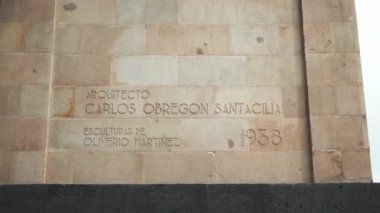 ARQUITECTO
CARLOS OBREGON SANTACILIA
ESCULTURAS DE
OLIVERIO MARTINEZ 1938